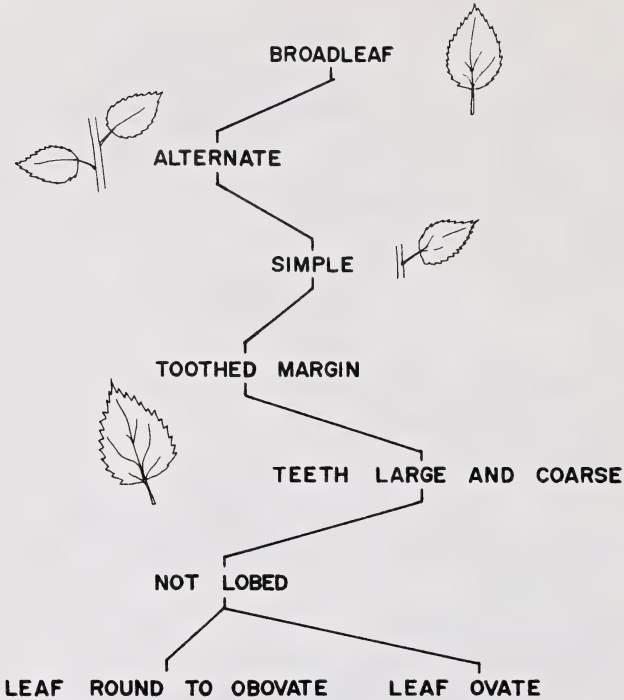 BROADLEAF
ALTERNATE
SIMPLE
TOOTHED MARGIN
TEETH LARGE AND COARSE
NOT LOBED
LEAF ROUND TO OBOVATE LEAF OVATE